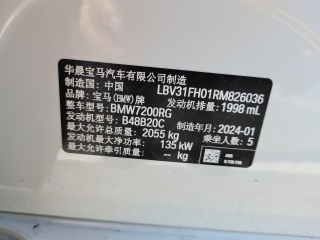 华晨宝马汽车有限公司制造
制造国：中国 LBV31FH01RM826036
品牌：宝马(BMW)牌 发动机排量：1998 mL
整车型号：BMW7200RG
发动机型号：B48B20C 制造年月：2024-01
最大允许总质量：2055 kg 乘坐人数：5
发动机最大净功率：135 kW
最大允许牵引质量：-- kg